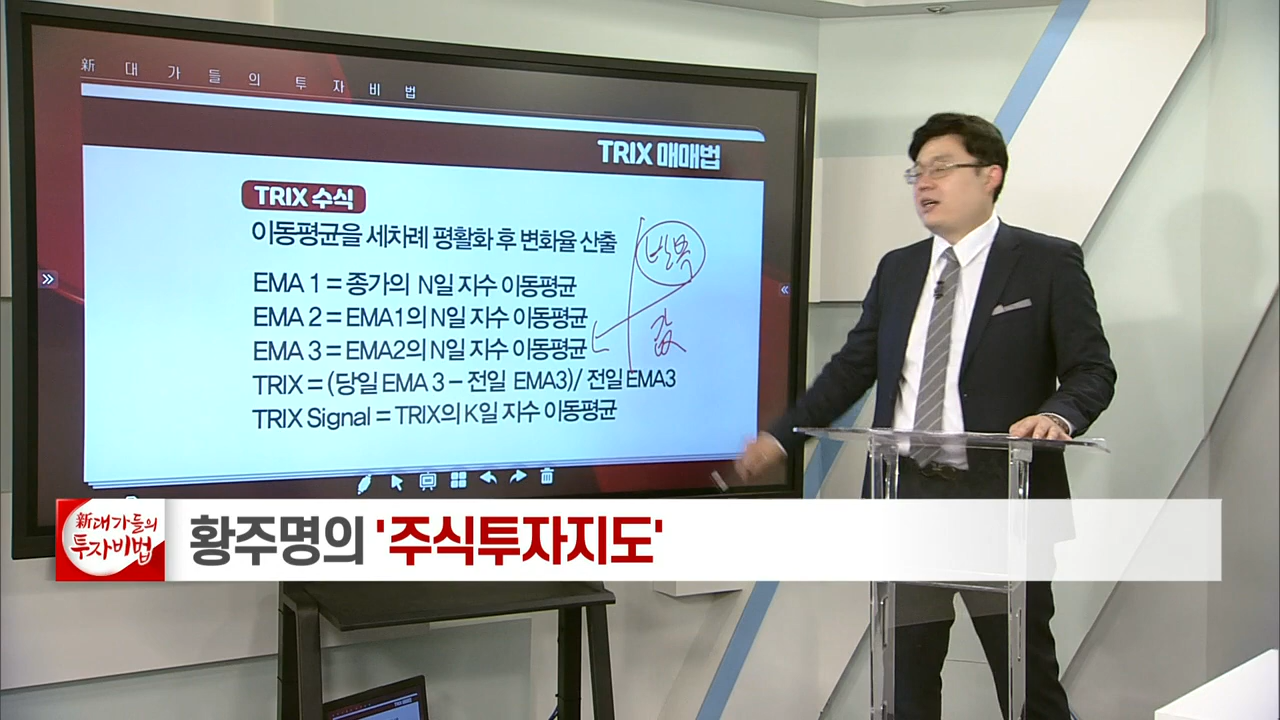 新 대 가 들 의 투 자 비 법
TRIX 매매법
TRIX 수식
이동평균을 세차례 평활화 후 변화율 산출
EMA 1 = 종가의 N일 지수 이동평균
EMA 2 = EMA1의 N일 지수 이동평균
EMA 3 = EMA2의 N일 지수 이동평균
TRIX = (당일 EMA 3 – 전일 EMA3)/ 전일 EMA3
TRIX Signal = TRIX의 K일 지수 이동평균
값
新대가들의
투자비법
황주명의 '주식투자지도'